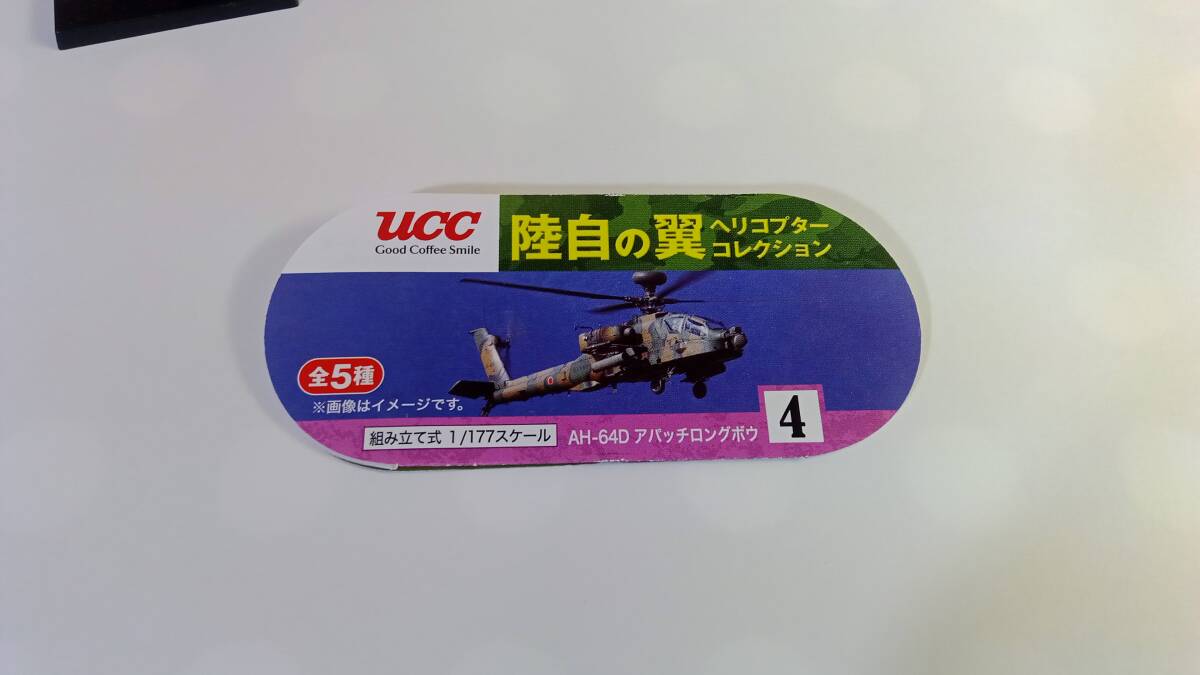 ucc
Good Coffee Smile
陸自の翼
ヘリコプター
コレクション
全5種
※画像はイメージです。
組み立て式 1/177スケール
AH-64D アパッチロングボウ
4